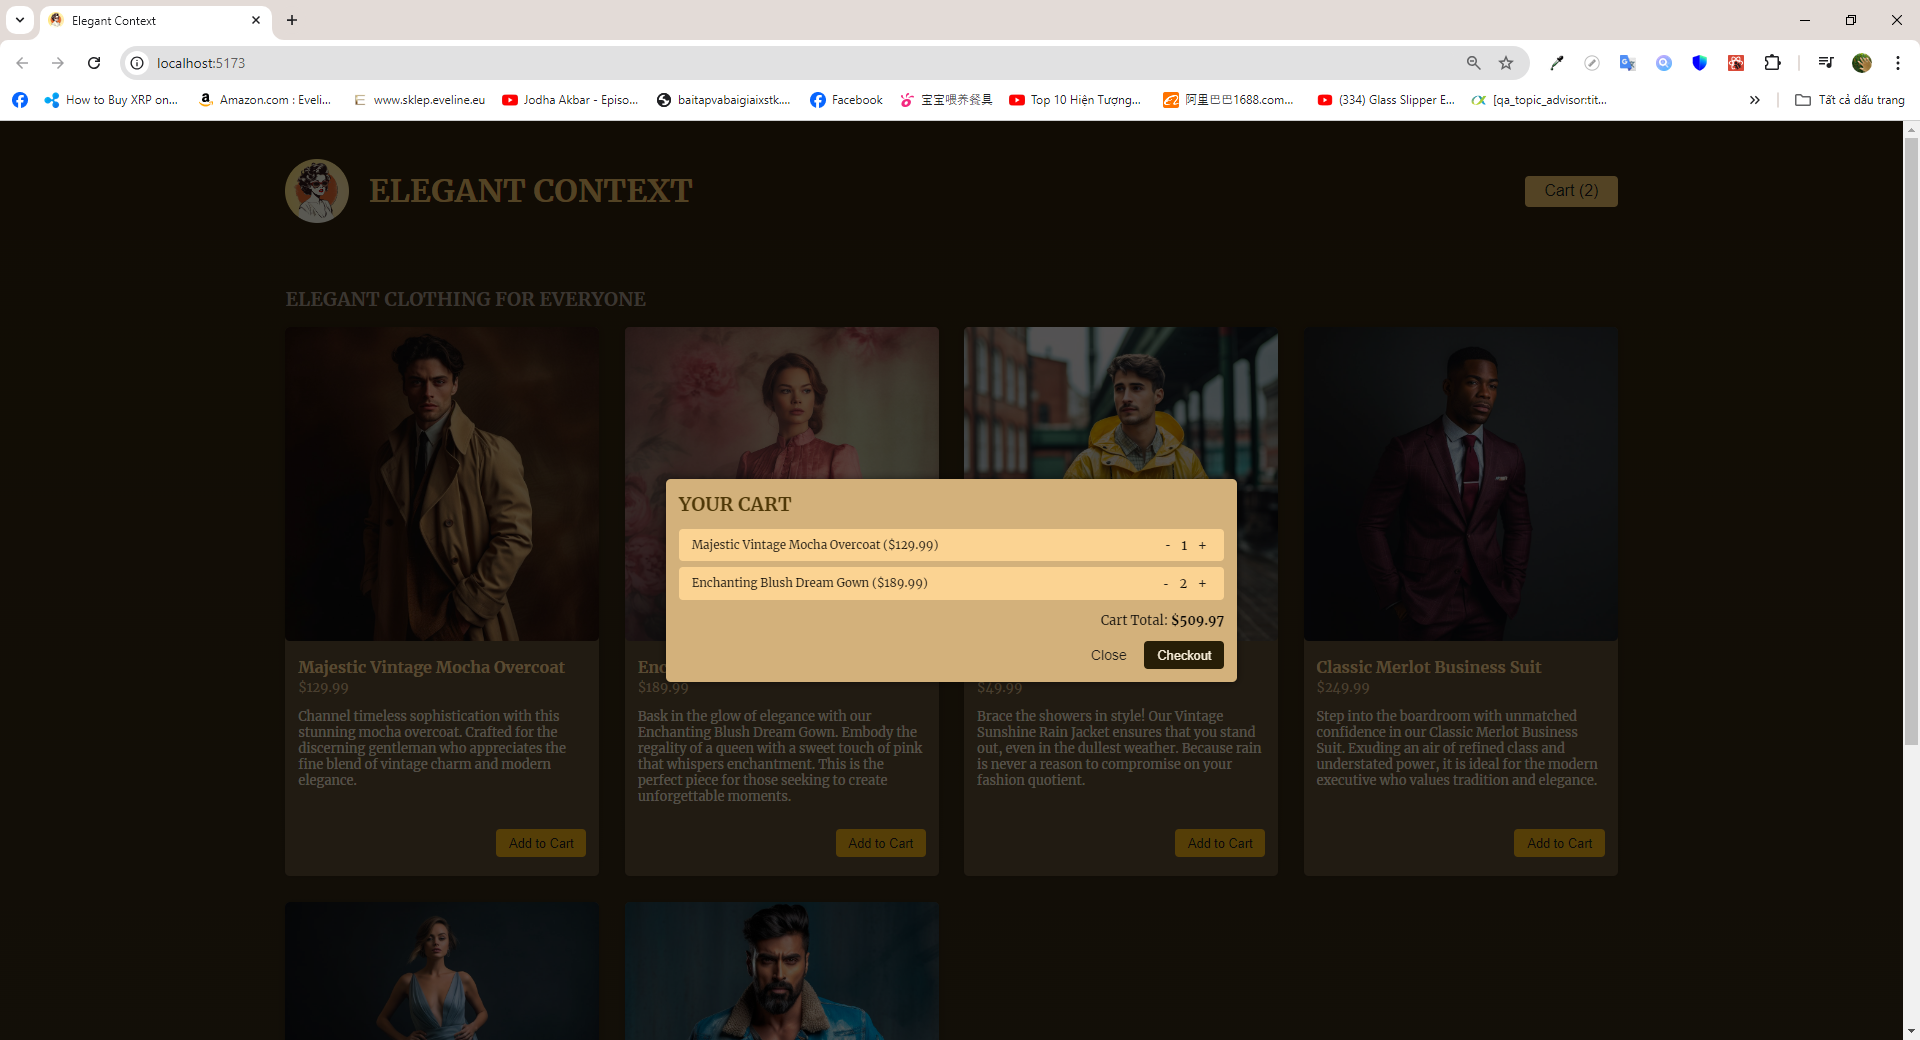 Elegant Context
localhost:5173
How to Buy XRP on...
Amazon.com : Eveli...
www.sklep.eveline.eu
Jodha Akbar - Episo...
baitapvabaigiaixstk....
Facebook
宝宝喂养餐具
Top 10 Hiện Tượng...
阿里巴巴1688.com...
(334) Glass Slipper E...
[qa_topic_advisor:tit...
Tất cả dấu trang
ELEGANT CONTEXT
Cart (2)
ELEGANT CLOTHING FOR EVERYONE
YOUR CART
Majestic Vintage Mocha Overcoat ($129.99) - 1 +
Enchanting Blush Dream Gown ($189.99) - 2 +
Cart Total: $509.97
Close
Checkout
Majestic Vintage Mocha Overcoat
$129.99
Channel timeless sophistication with this
stunning mocha overcoat. Crafted for the
discerning gentleman who appreciates the
fine blend of vintage charm and modern
elegance.
Add to Cart
Enc
$189.99
Bask in the glow of elegance with our
Enchanting Blush Dream Gown. Embody the
regality of a queen with a sweet touch of pink
that whispers enchantment. This is the
perfect piece for those seeking to create
unforgettable moments.
Add to Cart
$49.99
Brace the showers in style! Our Vintage
Sunshine Rain Jacket ensures that you stand
out, even in the dullest weather. Because rain
is never a reason to compromise on your
fashion quotient.
Add to Cart
Classic Merlot Business Suit
$249.99
Step into the boardroom with unmatched
confidence in our Classic Merlot Business
Suit. Exuding an air of refined class and
understated power, it is ideal for the modern
executive who values tradition and elegance.
Add to Cart